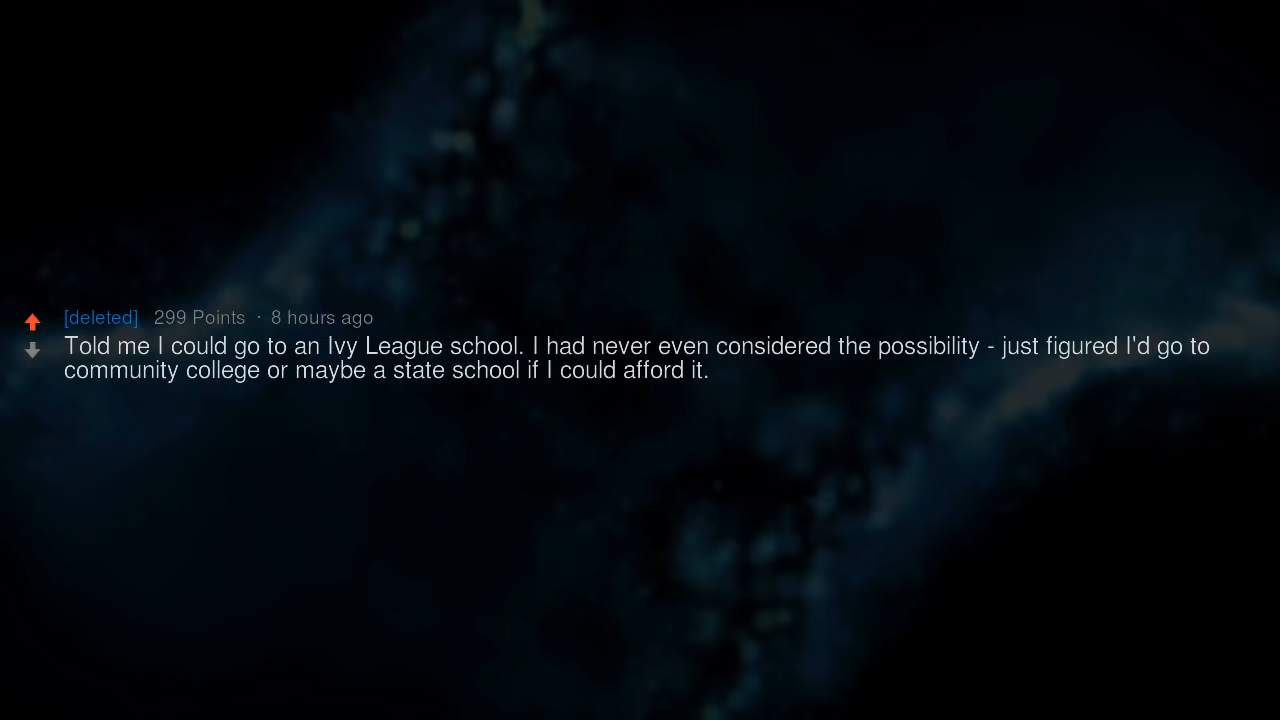 [deleted] 299 Points · 8 hours ago
Told me I could go to an Ivy League school. I had never even considered the possibility - just figured I'd go to
community college or maybe a state school if I could afford it.